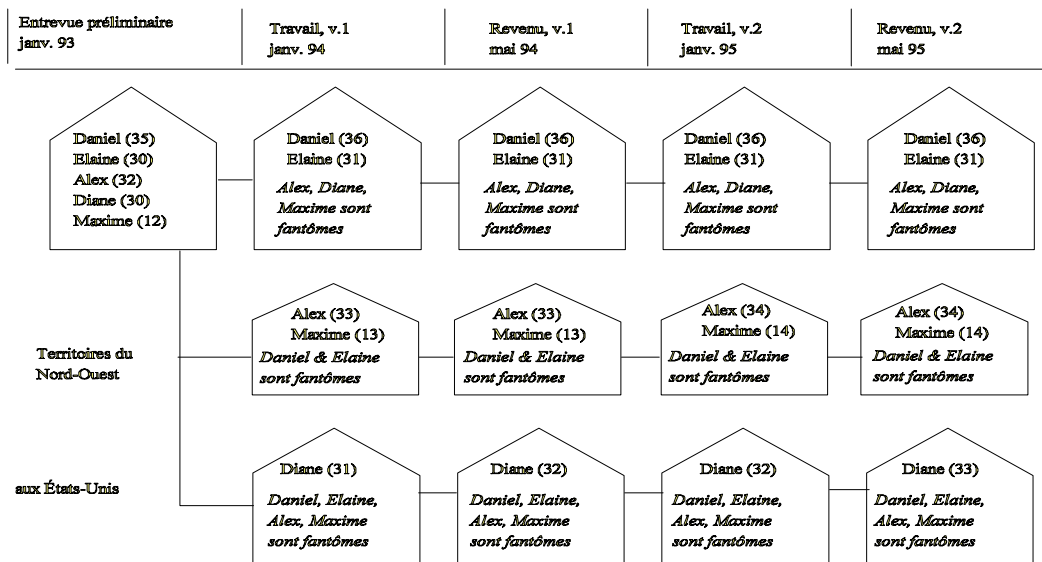 Entrevue préliminaire
janv. 93
Travail, v.1
janv. 94
Revenu, v.1
mai 94
Travail, v.2
janv. 95
Revenu, v.2
mai 95
Daniel (35)
Elaine (30)
Alex (32)
Diane (30)
Maxime (12)
Daniel (36)
Elaine (31)
Alex, Diane,
Maxime sont
fantômes
Daniel (36)
Elaine (31)
Alex, Diane,
Maxime sont
fantômes
Daniel (36)
Elaine (31)
Alex, Diane,
Maxime sont
fantômes
Daniel (36)
Elaine (31)
Alex, Diane,
Maxime sont
fantômes
Territoires du
Nord-Ouest
Alex (33)
Maxime (13)
Daniel & Elaine
sont fantômes
Alex (33)
Maxime (13)
Daniel & Elaine
sont fantômes
Alex (34)
Maxime (14)
Daniel & Elaine
sont fantômes
Alex (34)
Maxime (14)
Daniel & Elaine
sont fantômes
aux États-Unis
Diane (31)
Daniel, Elaine,
Alex, Maxime
sont fantômes
Diane (32)
Daniel, Elaine,
Alex, Maxime
sont fantômes
Diane (32)
Daniel, Elaine,
Alex, Maxime
sont fantômes
Diane (33)
Daniel, Elaine,
Alex, Maxime
sont fantômes